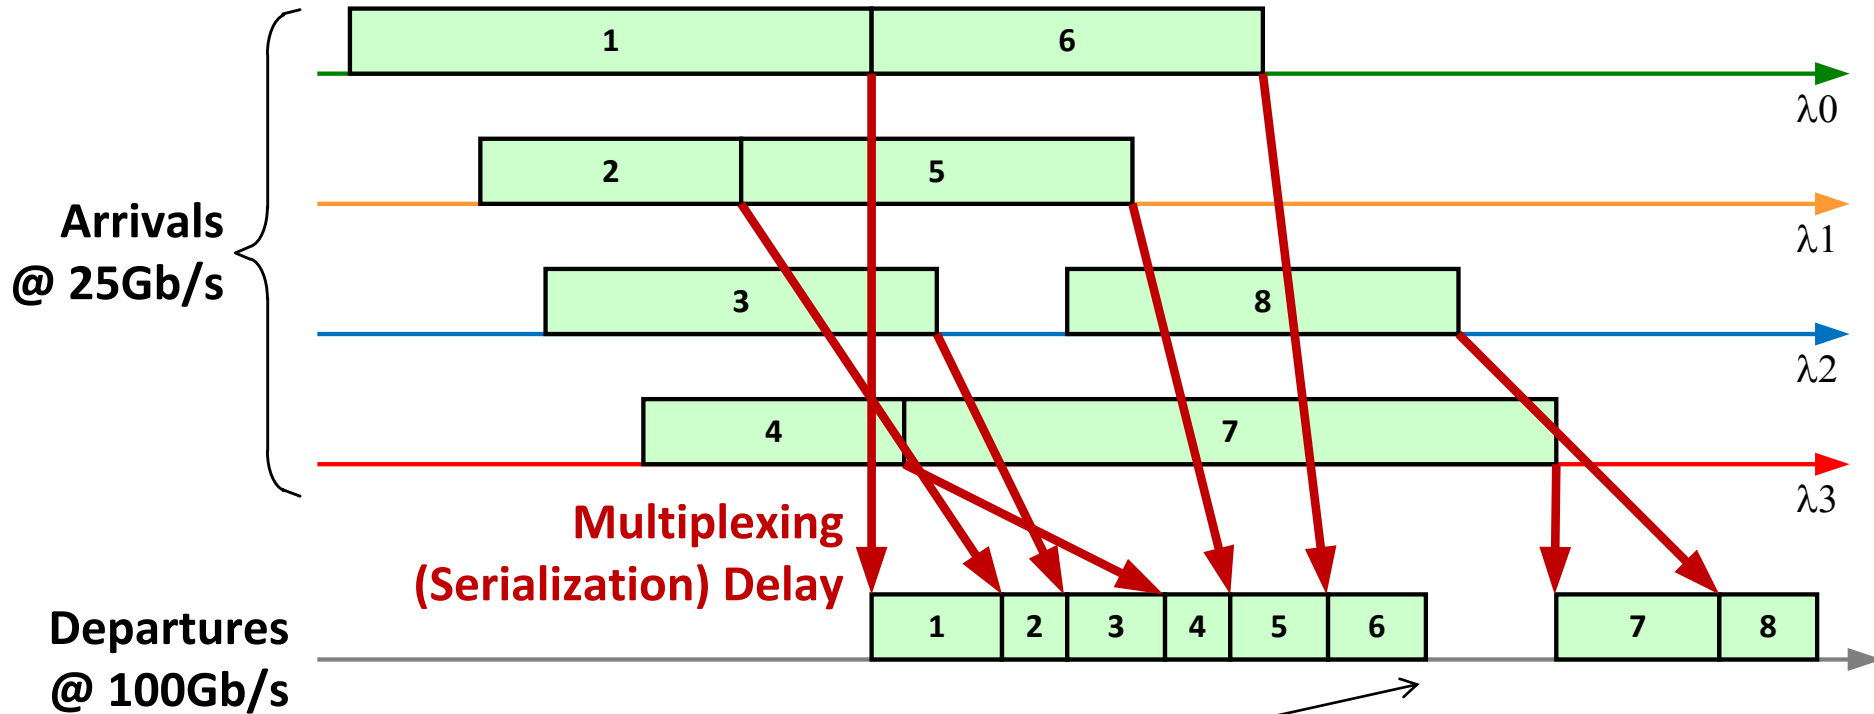 1 6
λ0
2 5
λ1
Arrivals
@ 25Gb/s
3 8
λ2
4 7
λ3
Multiplexing
(Serialization) Delay
Departures
@ 100Gb/s
1 2 3 4 5 6 7 8